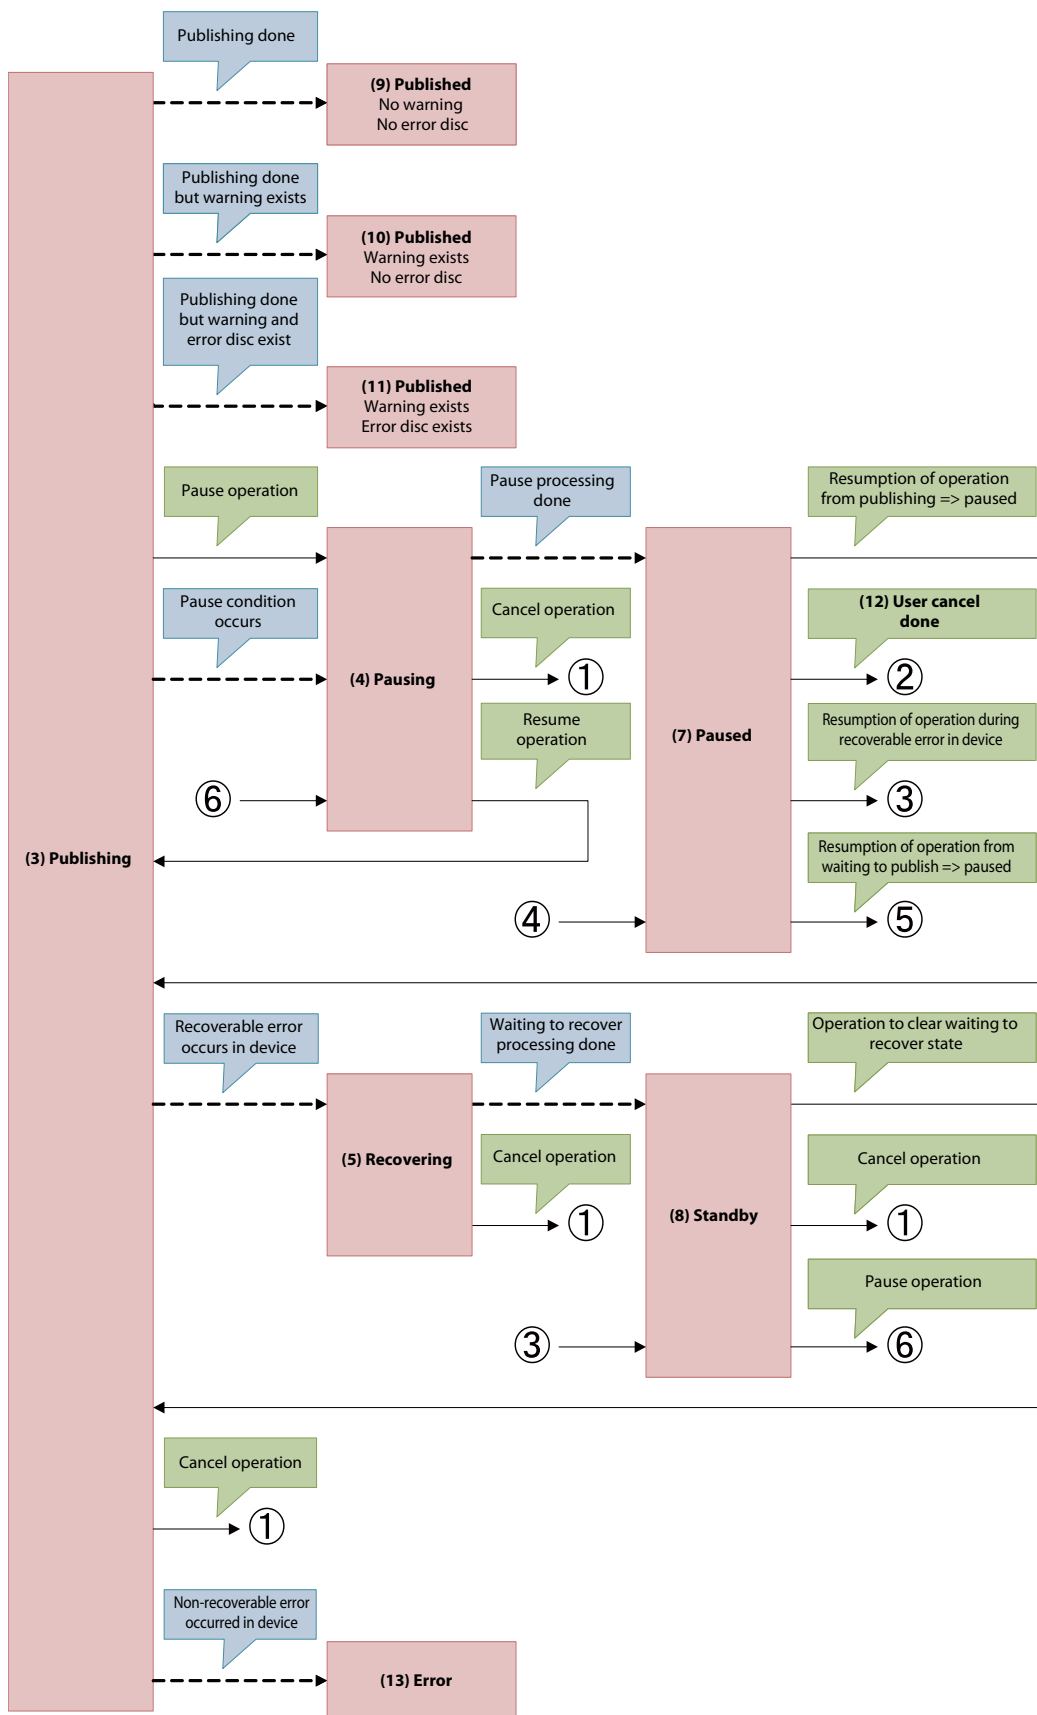 Publishing done
(9) Published
No warning
No error disc
Publishing done
but warning exists
(10) Published
Warning exists
No error disc
Publishing done
but warning and
error disc exist
(11) Published
Warning exists
Error disc exists
Pause operation
Pause processing
done
Resumption of operation
from publishing => paused
Pause condition
occurs
Cancel operation
(12) User cancel
done
(4) Pausing
①
②
Resume
operation
(7) Paused
Resumption of operation during
recoverable error in device
⑥
③
(3) Publishing
Resumption of operation from
waiting to publish => paused
④
⑤
Recoverable error
occurs in device
Waiting to recover
processing done
Operation to clear waiting to
recover state
(5) Recovering
Cancel operation
Cancel operation
①
(8) Standby
①
Pause operation
③
⑥
Cancel operation
①
Non-recoverable error
occurred in device
(13) Error